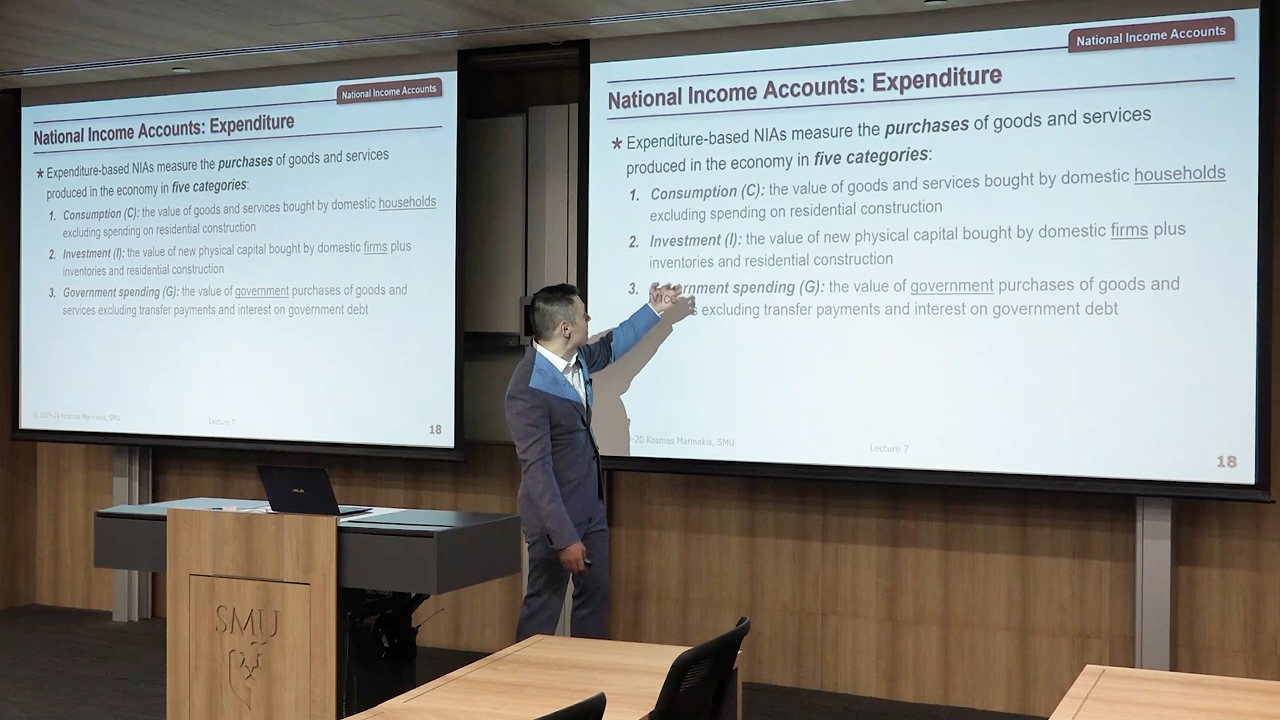 National Income Accounts
National Income Accounts: Expenditure
* Expenditure-based NIAs measure the purchases of goods and services
produced in the economy in five categories:
1. Consumption (C): the value of goods and services bought by domestic households
excluding spending on residential construction
2. Investment (I): the value of new physical capital bought by domestic firms plus
inventories and residential construction
3. Government spending (G): the value of government purchases of goods and
services excluding transfer payments and interest on government debt
© 2019-20 Kosmas Marinakis, SMU
Lecture 7
18
National Income Accounts
National Income Accounts: Expenditure
* Expenditure-based NIAs measure the purchases of goods and services
produced in the economy in five categories:
1. Consumption (C): the value of goods and services bought by domestic households
excluding spending on residential construction
2. Investment (I): the value of new physical capital bought by domestic firms plus
inventories and residential construction
3. rnment spending (G): the value of government purchases of goods and
vice s excluding transfer payments and interest on government debt
-20 Kosmas Marinakis, SMU
Lecture 7
18
ASUS
SMU